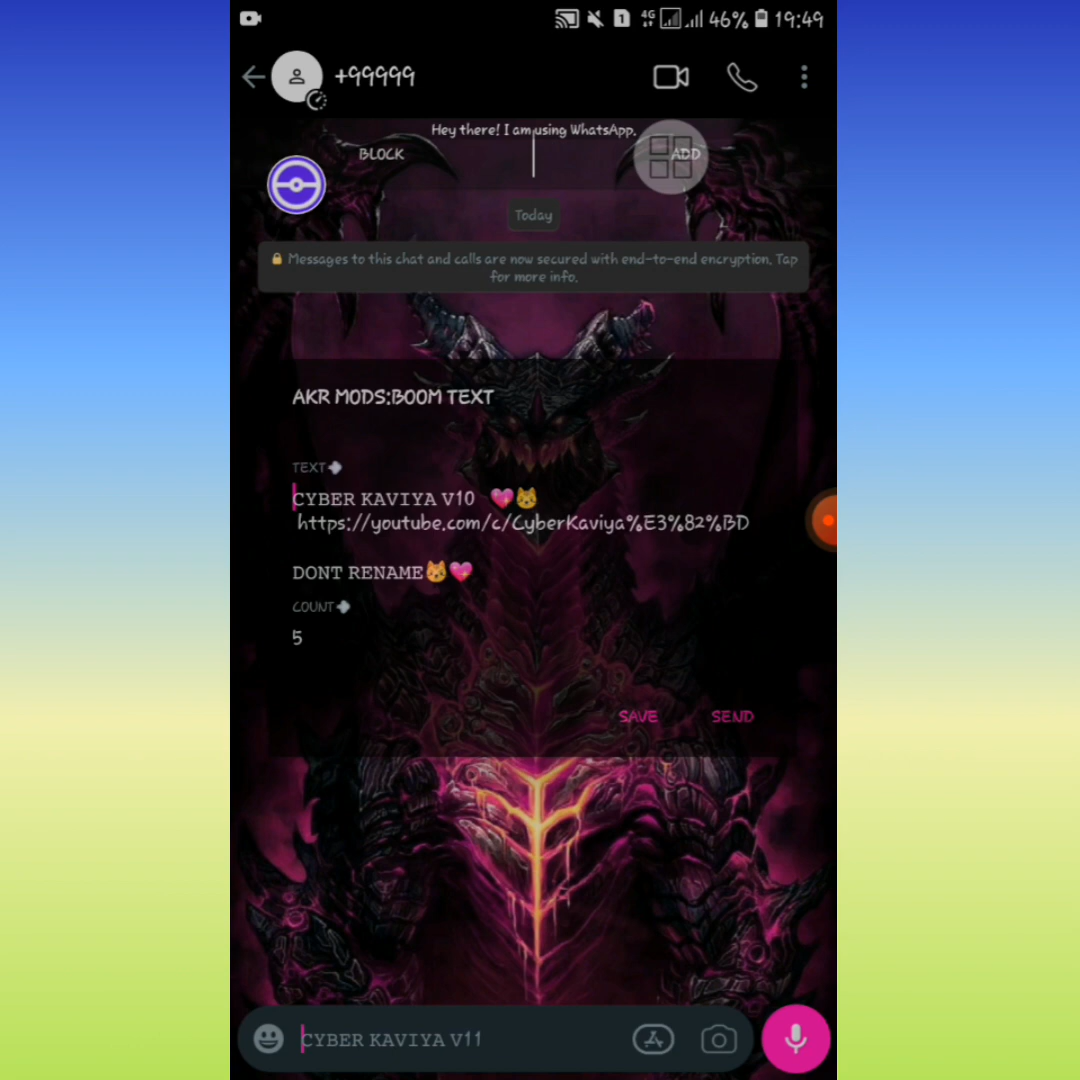 4G 46% 19:49
+99999
Hey there! I am using WhatsApp.
BLOCK ADD
Today
🔒 Messages to this chat and calls are now secured with end-to-end encryption. Tap
for more info.
AKR MODS:BOOM TEXT
TEXT
CYBER KAVIYA V10 💖😼
https://youtube.com/c/CyberKaviya%E3%82%BD
DONT RENAME😼💖
COUNT
5
SAVE SEND
CYBER KAVIYA V11